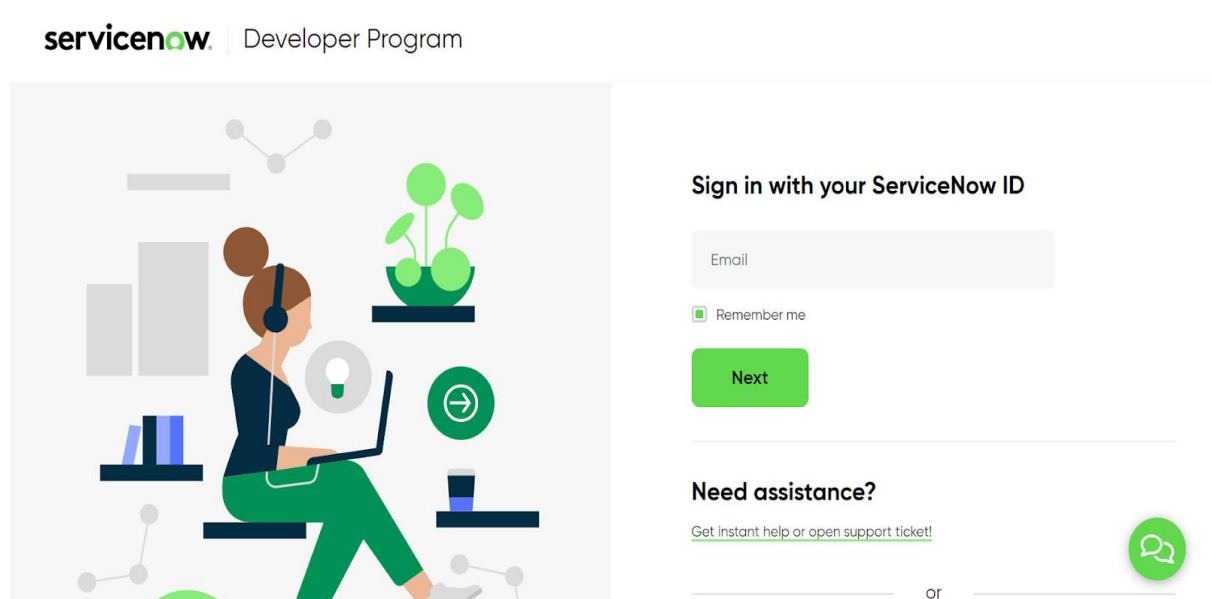 servicenow. Developer Program
Sign in with your ServiceNow ID
Email
Remember me
Next
Need assistance?
Get instant help or open support ticket!
or